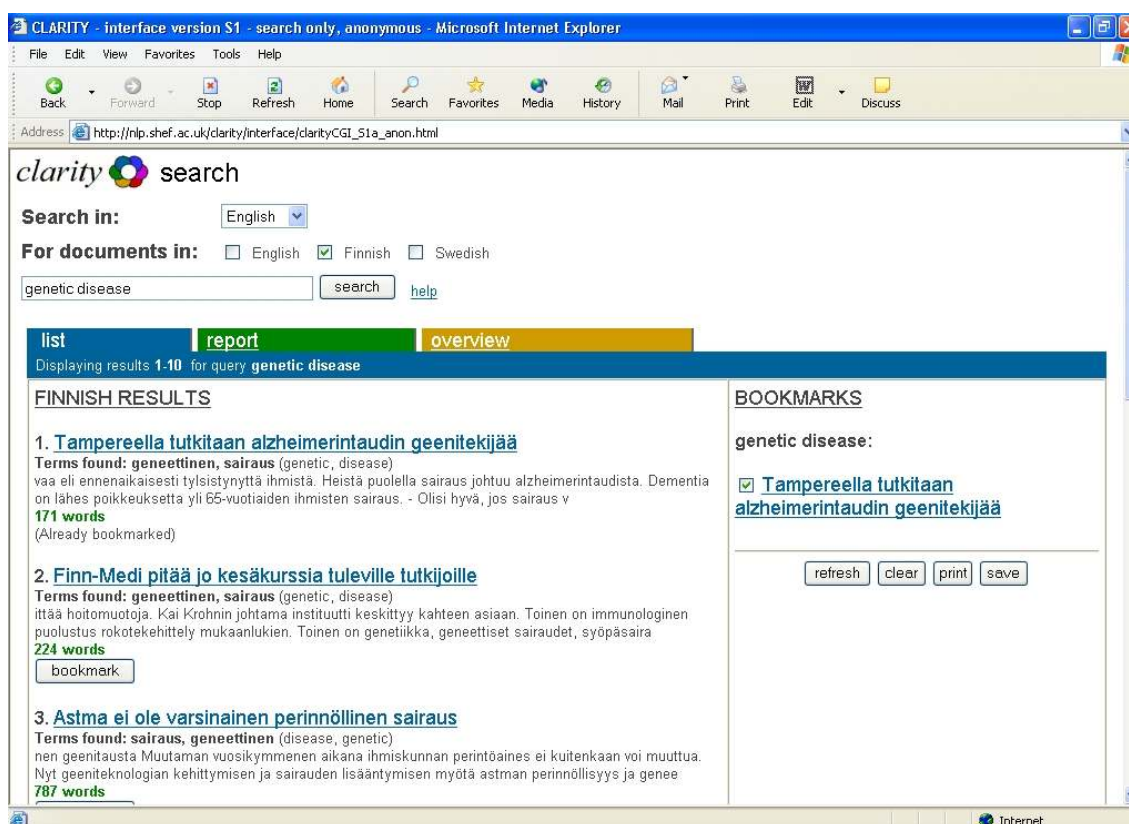 CLARITY - interface version S1 - search only, anonymous - Microsoft Internet Explorer
File Edit View Favorites Tools Help
Back Forward Stop Refresh Home Search Favorites Media History Mail Print Edit Discuss
Address http://nlp.shef.ac.uk/clarity/interface/clarityCGI_S1a_anon.html
clarity search
Search in: English
For documents in: English Finnish Swedish
genetic disease search help
list report overview
Displaying results 1-10 for query genetic disease
FINNISH RESULTS
1. Tampereella tutkitaan alzheimerintaudin geenitekijää
Terms found: geneettinen, sairaus (genetic, disease)
vaa eli ennenaikaisesti tylsistynyttä ihmistä. Heistä puolella sairaus johtuu alzheimerintaudista. Dementia
on lähes poikkeuksetta yli 65-vuotiaiden ihmisten sairaus. - Olisi hyvä, jos sairaus v
171 words
(Already bookmarked)
2. Finn-Medi pitää jo kesäkurssia tuleville tutkijoille
Terms found: geneettinen, sairaus (genetic, disease)
ittää hoitomuotoja. Kai Krohnin johtama instituutti keskittyy kahteen asiaan. Toinen on immunologinen
puolustus rokotekehittely mukaanlukien. Toinen on genetiikka, geneettiset sairaudet, syöpäsaira
224 words
bookmark
3. Astma ei ole varsinainen perinnöllinen sairaus
Terms found: sairaus, geneettinen (disease, genetic)
nen geenitausta Muutaman vuosikymmenen aikana ihmiskunnan perintöaines ei kuitenkaan voi muuttua.
Nyt geeniteknologian kehittymisen ja sairauden lisääntymisen myötä astman perinnöllisyys ja genee
787 words
BOOKMARKS
genetic disease:
Tampereella tutkitaan
alzheimerintaudin geenitekijää
refresh clear print save
Internet